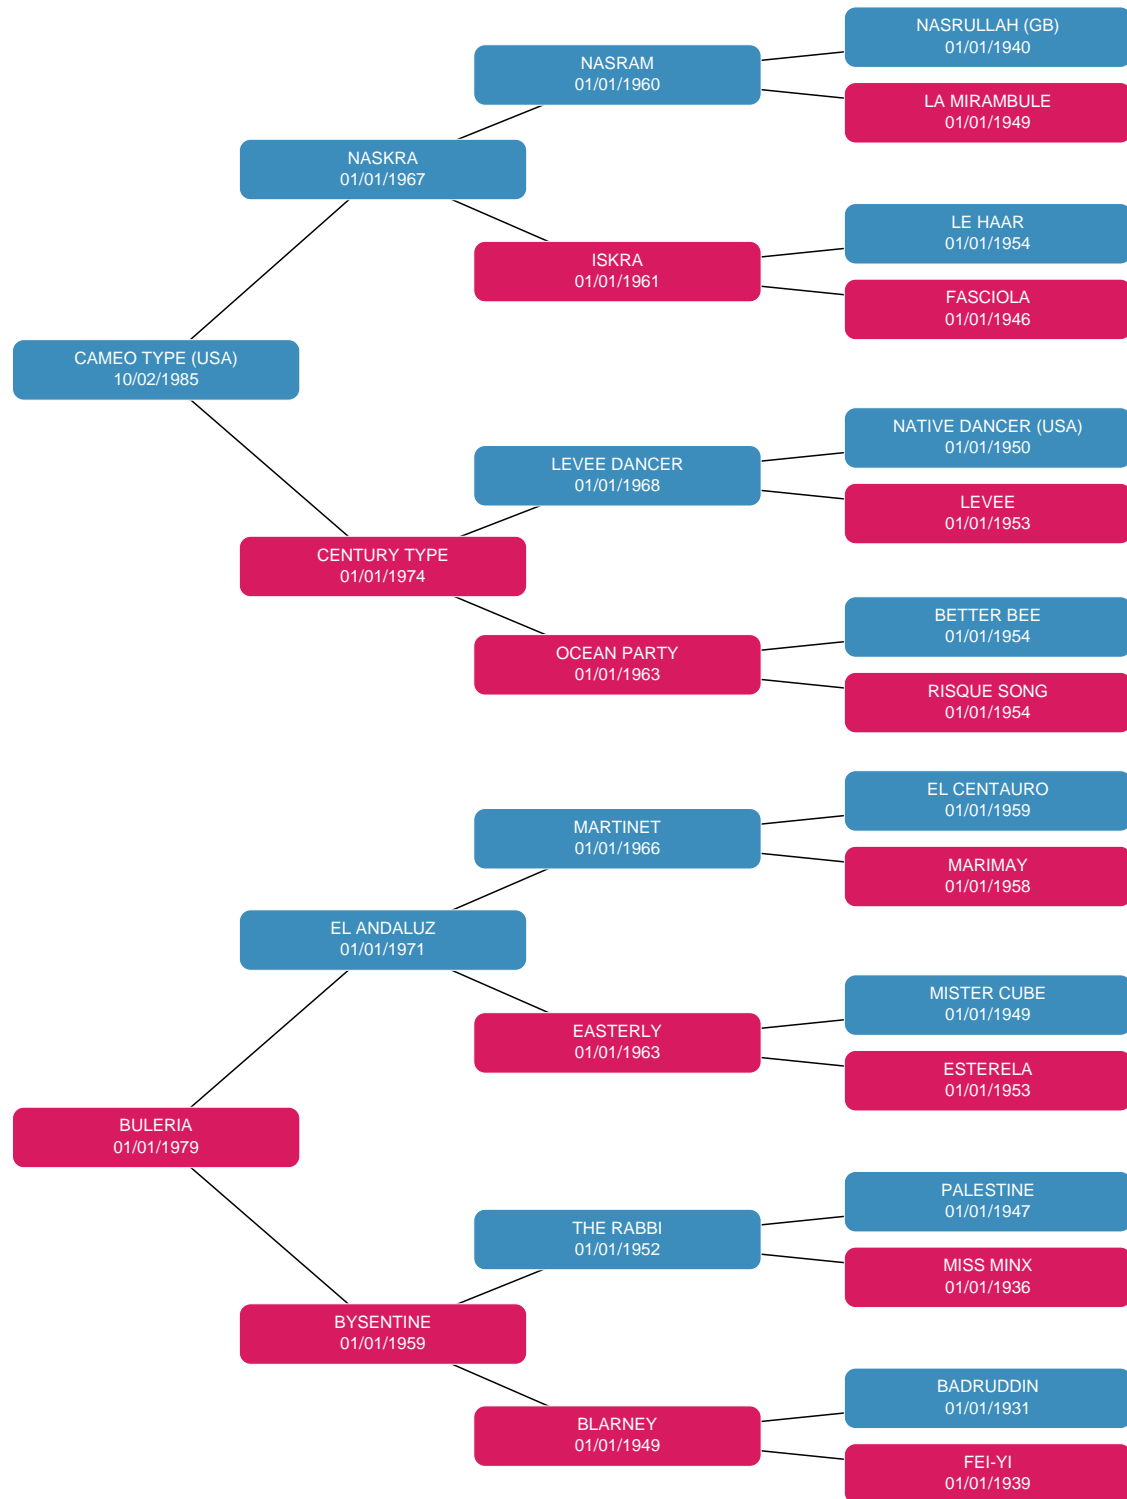 NASRULLAH (GB)
01/01/1940
NASRAM
01/01/1960
LA MIRAMBULE
01/01/1949
NASKRA
01/01/1967
LE HAAR
01/01/1954
ISKRA
01/01/1961
FASCIOLA
01/01/1946
CAMEO TYPE (USA)
10/02/1985
NATIVE DANCER (USA)
01/01/1950
LEVEE DANCER
01/01/1968
LEVEE
01/01/1953
CENTURY TYPE
01/01/1974
BETTER BEE
01/01/1954
OCEAN PARTY
01/01/1963
RISQUE SONG
01/01/1954
EL CENTAURO
01/01/1959
MARTINET
01/01/1966
MARIMAY
01/01/1958
EL ANDALUZ
01/01/1971
MISTER CUBE
01/01/1949
EASTERLY
01/01/1963
ESTERELA
01/01/1953
BULERIA
01/01/1979
PALESTINE
01/01/1947
THE RABBI
01/01/1952
MISS MINX
01/01/1936
BYSENTINE
01/01/1959
BADRUDDIN
01/01/1931
BLARNEY
01/01/1949
FEI-YI
01/01/1939